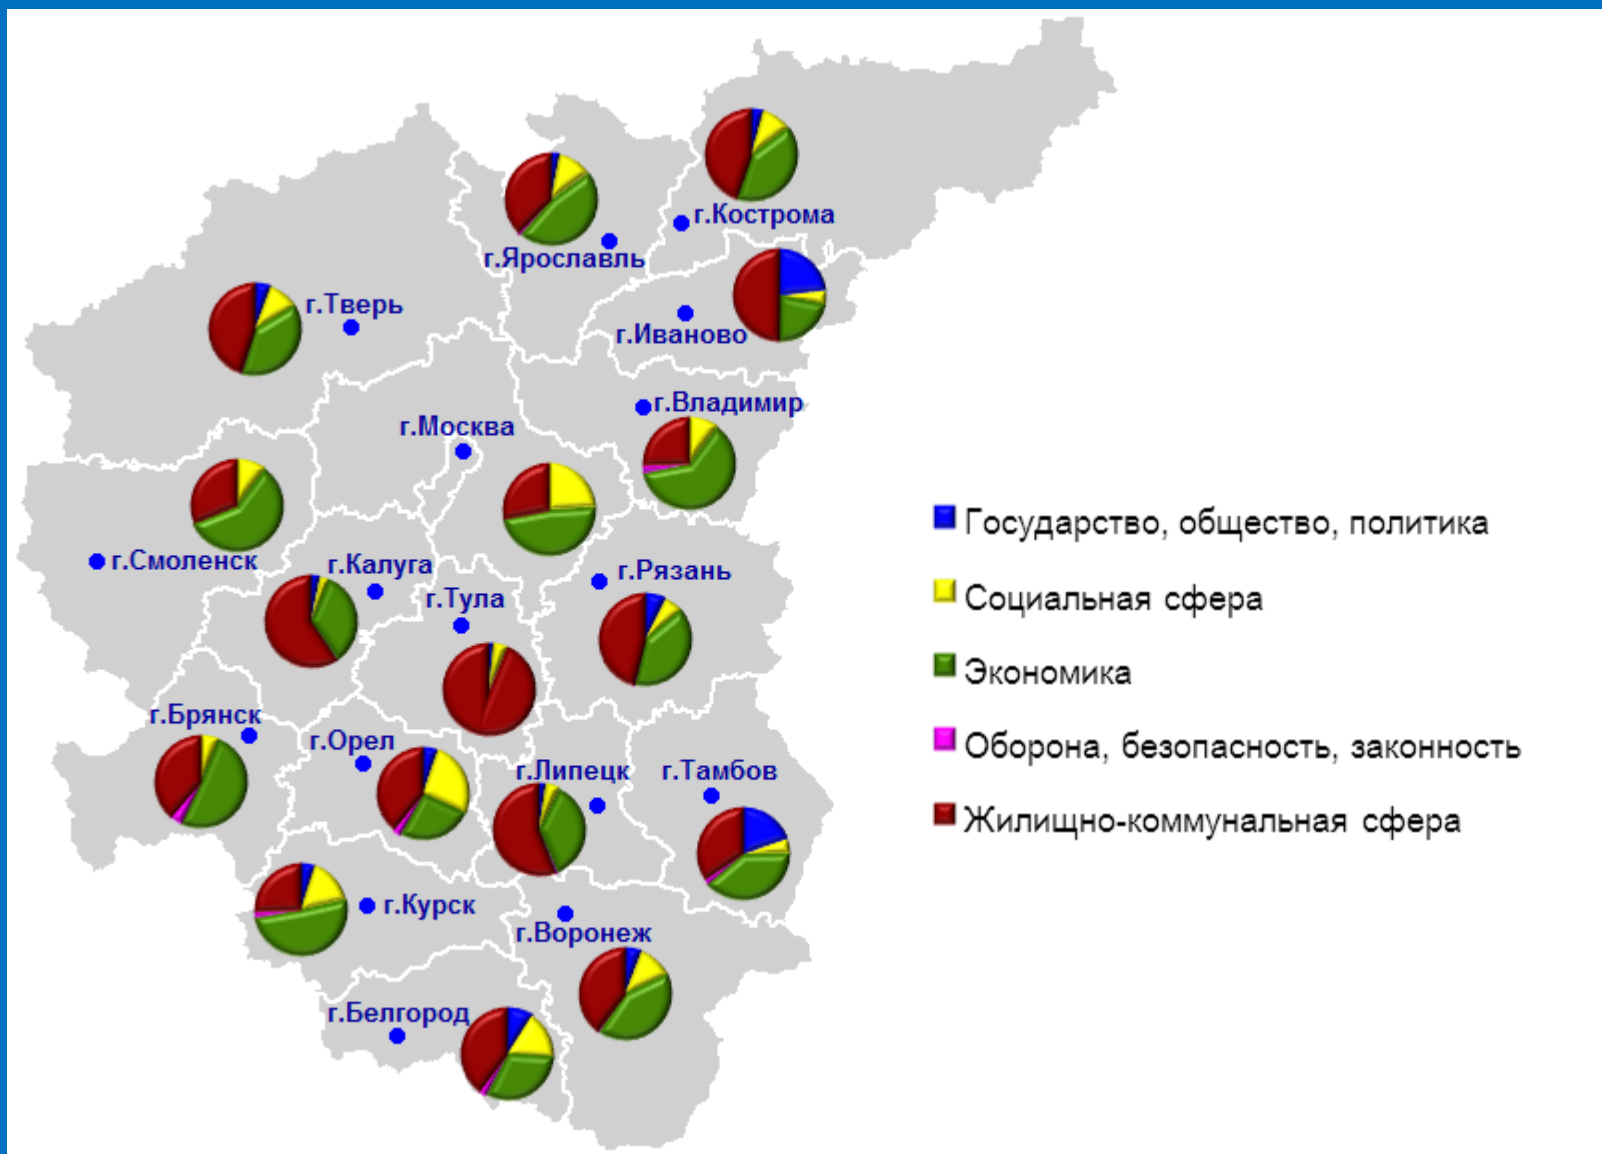 г.Кострома
г.Ярославль
г.Тверь
г.Иваново
г.Владимир
г.Москва
г.Смоленск
г.Калуга
г.Рязань
г.Тула
г.Брянск
г.Орел
г.Липецк
г.Тамбов
г.Курск
г.Воронеж
г.Белгород
Государство, общество, политика
Социальная сфера
Экономика
Оборона, безопасность, законность
Жилищно-коммунальная сфера